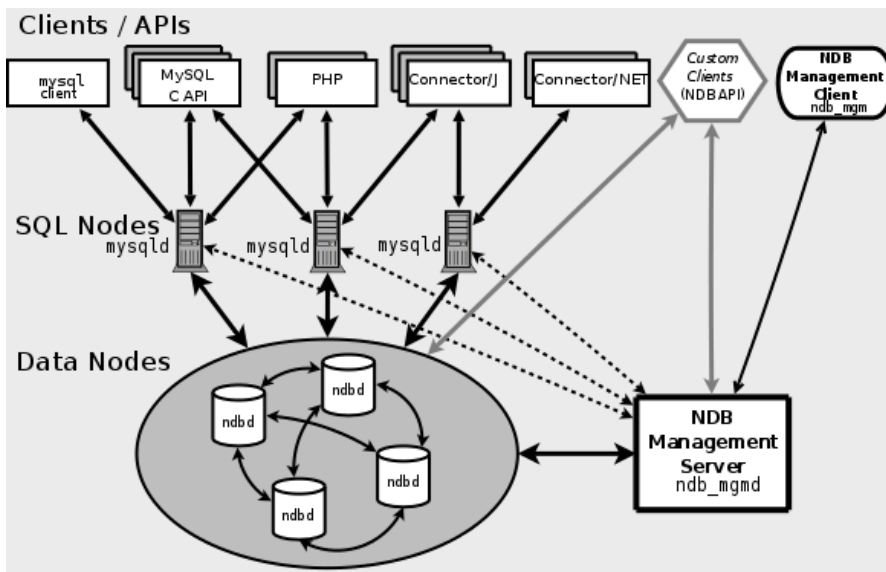 Clients / APIs
mysql
client
MySQL
C API
PHP
Connector/J
Connector/NET
Custom
Clients
(NDBAPI)
NDB
Management
Client
ndb_mgm
SQL Nodes
mysqld
mysqld
mysqld
Data Nodes
ndbd
ndbd
ndbd
ndbd
NDB
Management
Server
ndb_mgmd